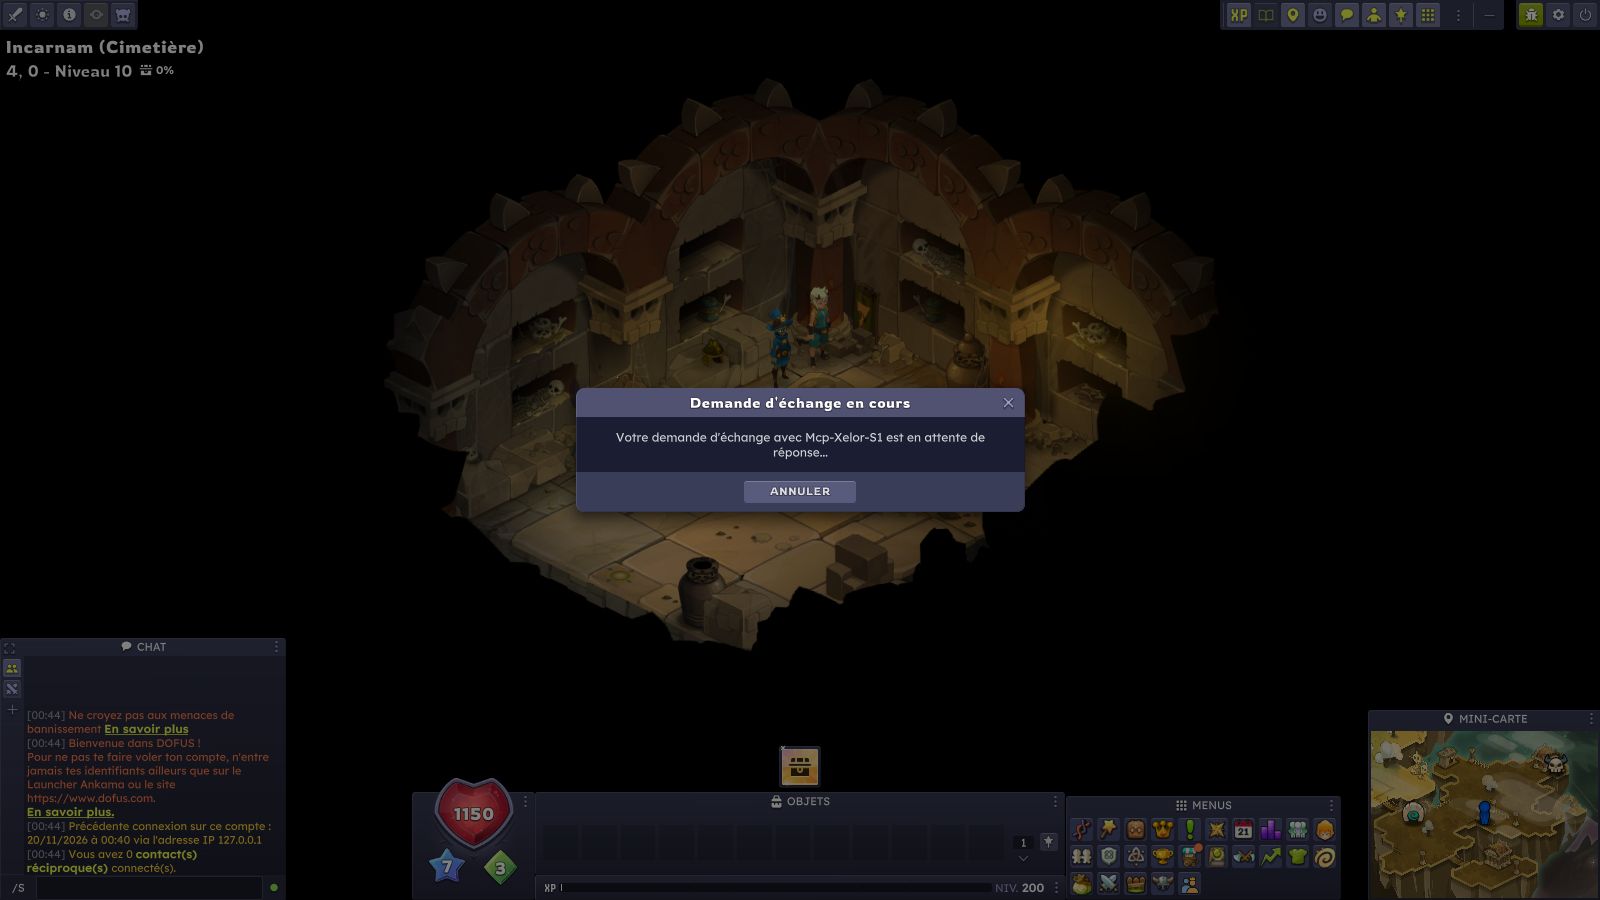 XP
Incarnam (Cimetière)
4, 0 - Niveau 10 0%
Demande d'échange en cours
Votre demande d'échange avec Mcp-Xelor-S1 est en attente de
réponse...
ANNULER
CHAT
[00:44] Ne croyez pas aux menaces de
bannissement En savoir plus
[00:44] Bienvenue dans DOFUS !
Pour ne pas te faire voler ton compte, n'entre
jamais tes identifiants ailleurs que sur le
Launcher Ankama ou le site
https://www.dofus.com.
En savoir plus.
[00:44] Précédente connexion sur ce compte :
20/11/2026 à 00:40 via l'adresse IP 127.0.0.1
[00:44] Vous avez 0 contact(s)
réciproque(s) connecté(s).
/S
1150
7
3
OBJETS
1
XP
NIV. 200
MENUS
21
MINI-CARTE